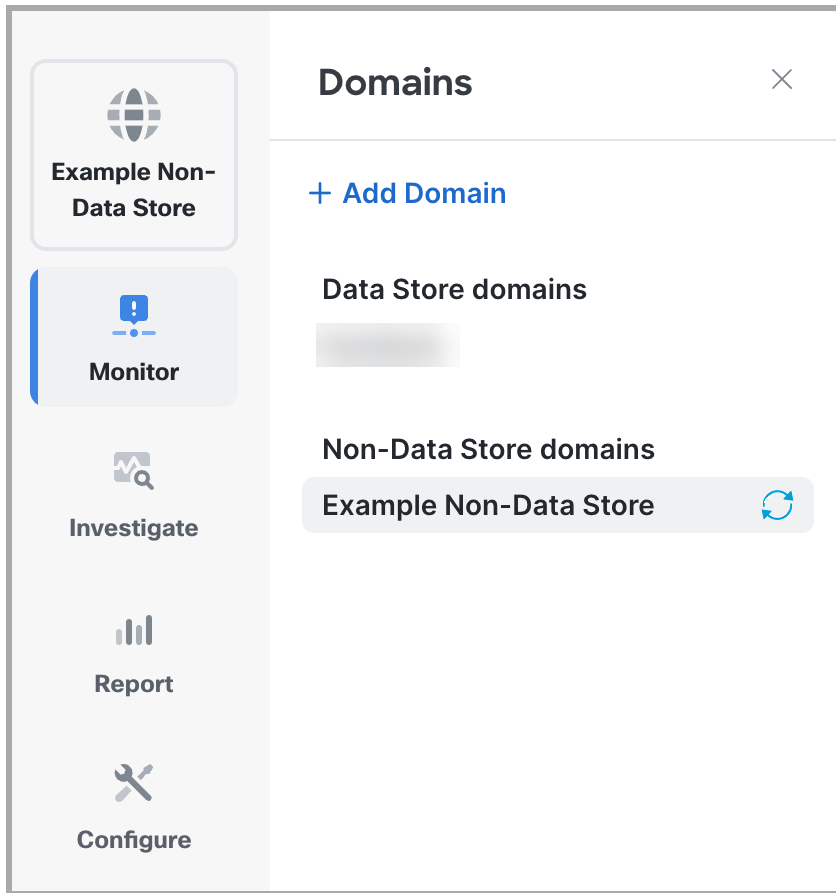 Example Non-
Data Store
Monitor
Investigate
Report
Configure
Domains
+ Add Domain
Data Store domains
Non-Data Store domains
Example Non-Data Store